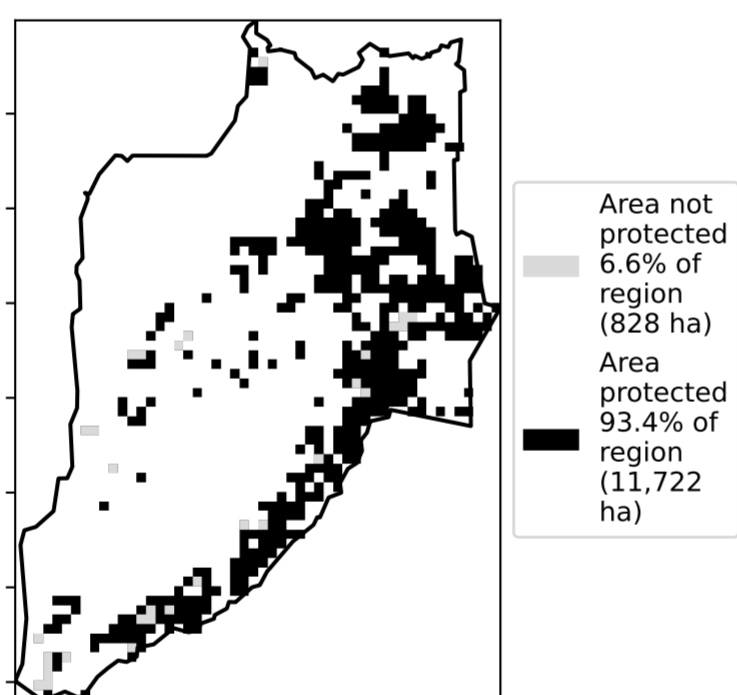 Area not
protected
6.6% of
region
(828 ha)
Area
protected
93.4% of
region
(11,722
ha)